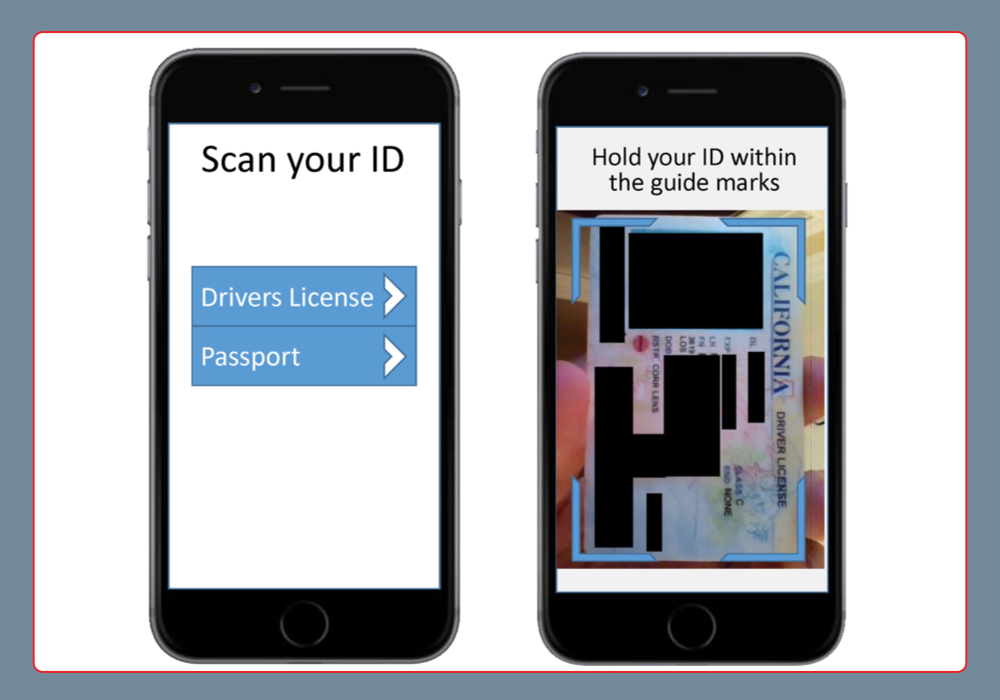 Scan your ID
Drivers License
Passport
Hold your ID within
the guide marks
CALIFORNIA DRIVER LICENSE
DL
CLASS C
EXP
END NONE
LN
FN
3619
LOS
DOB
RSTR CORR LENS